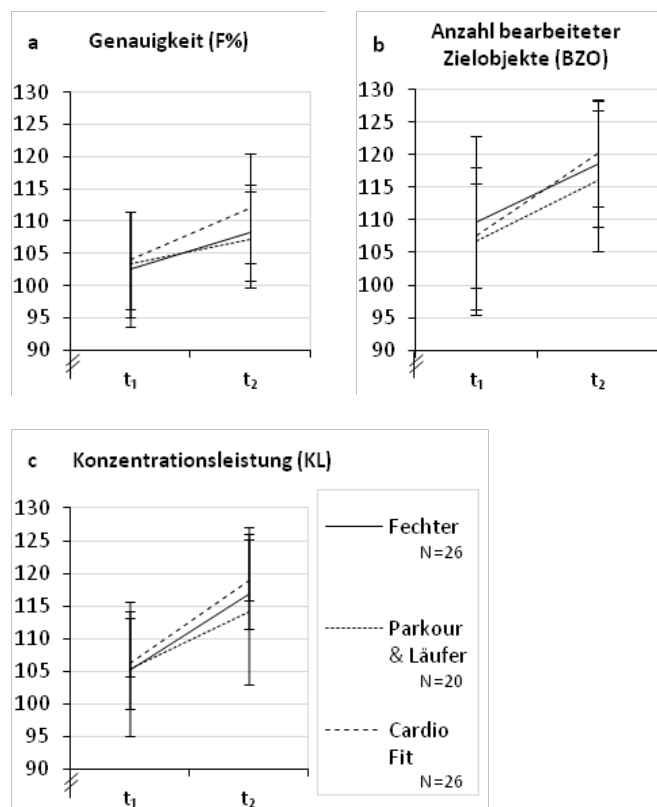 a Genauigkeit (F%)
130
125
120
115
110
105
100
95
90
t₁ t₂
b Anzahl bearbeiteter
Zielobjekte (BZO)
130
125
120
115
110
105
100
95
90
t₁ t₂
c Konzentrationsleistung (KL)
130
125
120
115
110
105
100
95
90
t₁ t₂
Fechter
N=26
Parkour
& Läufer
N=20
Cardio
Fit
N=26